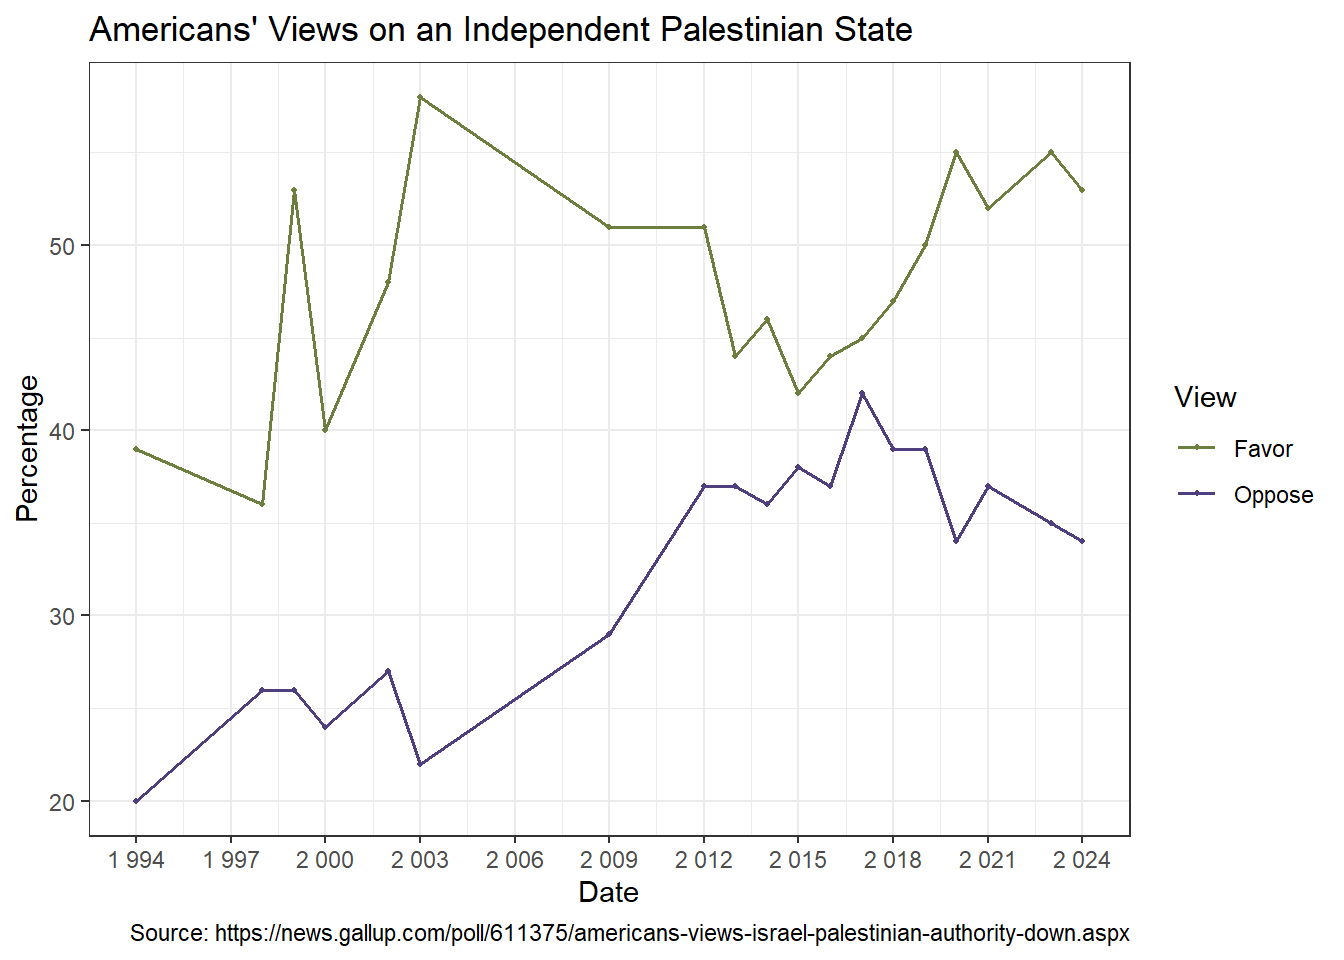 Americans' Views on an Independent Palestinian State
Percentage
50
40
30
20
1 994 1 997 2 000 2 003 2 006 2 009 2 012 2 015 2 018 2 021 2 024
Date
View
Favor
Oppose
Source: https://news.gallup.com/poll/611375/americans-views-israel-palestinian-authority-down.aspx